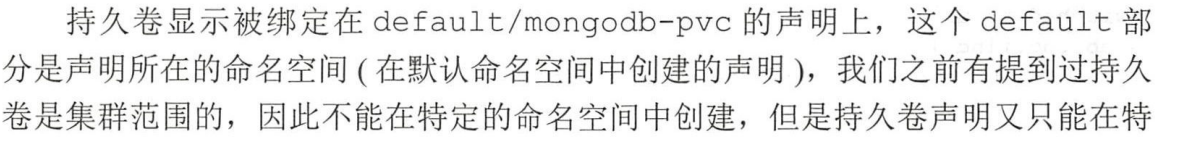 持久卷显示被绑定在 default/mongodb-pvc 的声明上，这个 default 部
分是声明所在的命名空间 ( 在默认命名空间中创建的声明 )，我们之前有提到过持久
卷是集群范围的，因此不能在特定的命名空间中创建，但是持久卷声明又只能在特